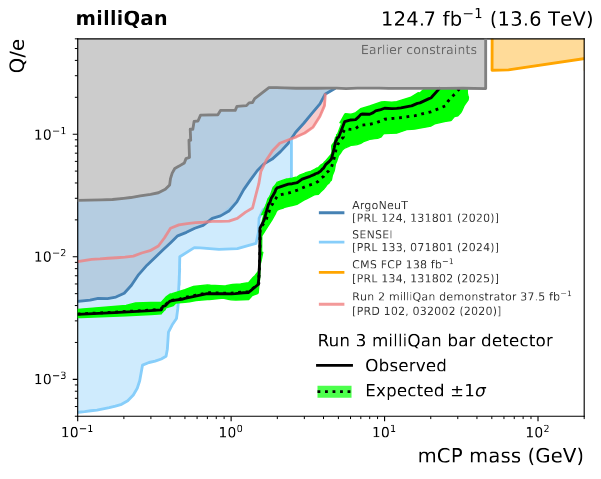 milliQan
124.7 fb⁻¹ (13.6 TeV)
Q/e
Earlier constraints
10⁻¹
10⁻²
10⁻³
ArgoNeuT
[PRL 124, 131801 (2020)]
SENSEI
[PRL 133, 071801 (2024)]
CMS FCP 138 fb⁻¹
[PRL 134, 131802 (2025)]
Run 2 milliQan demonstrator 37.5 fb⁻¹
[PRD 102, 032002 (2020)]
Run 3 milliQan bar detector
Observed
Expected ±1σ
10⁻¹ 10⁰ 10¹ 10²
mCP mass (GeV)